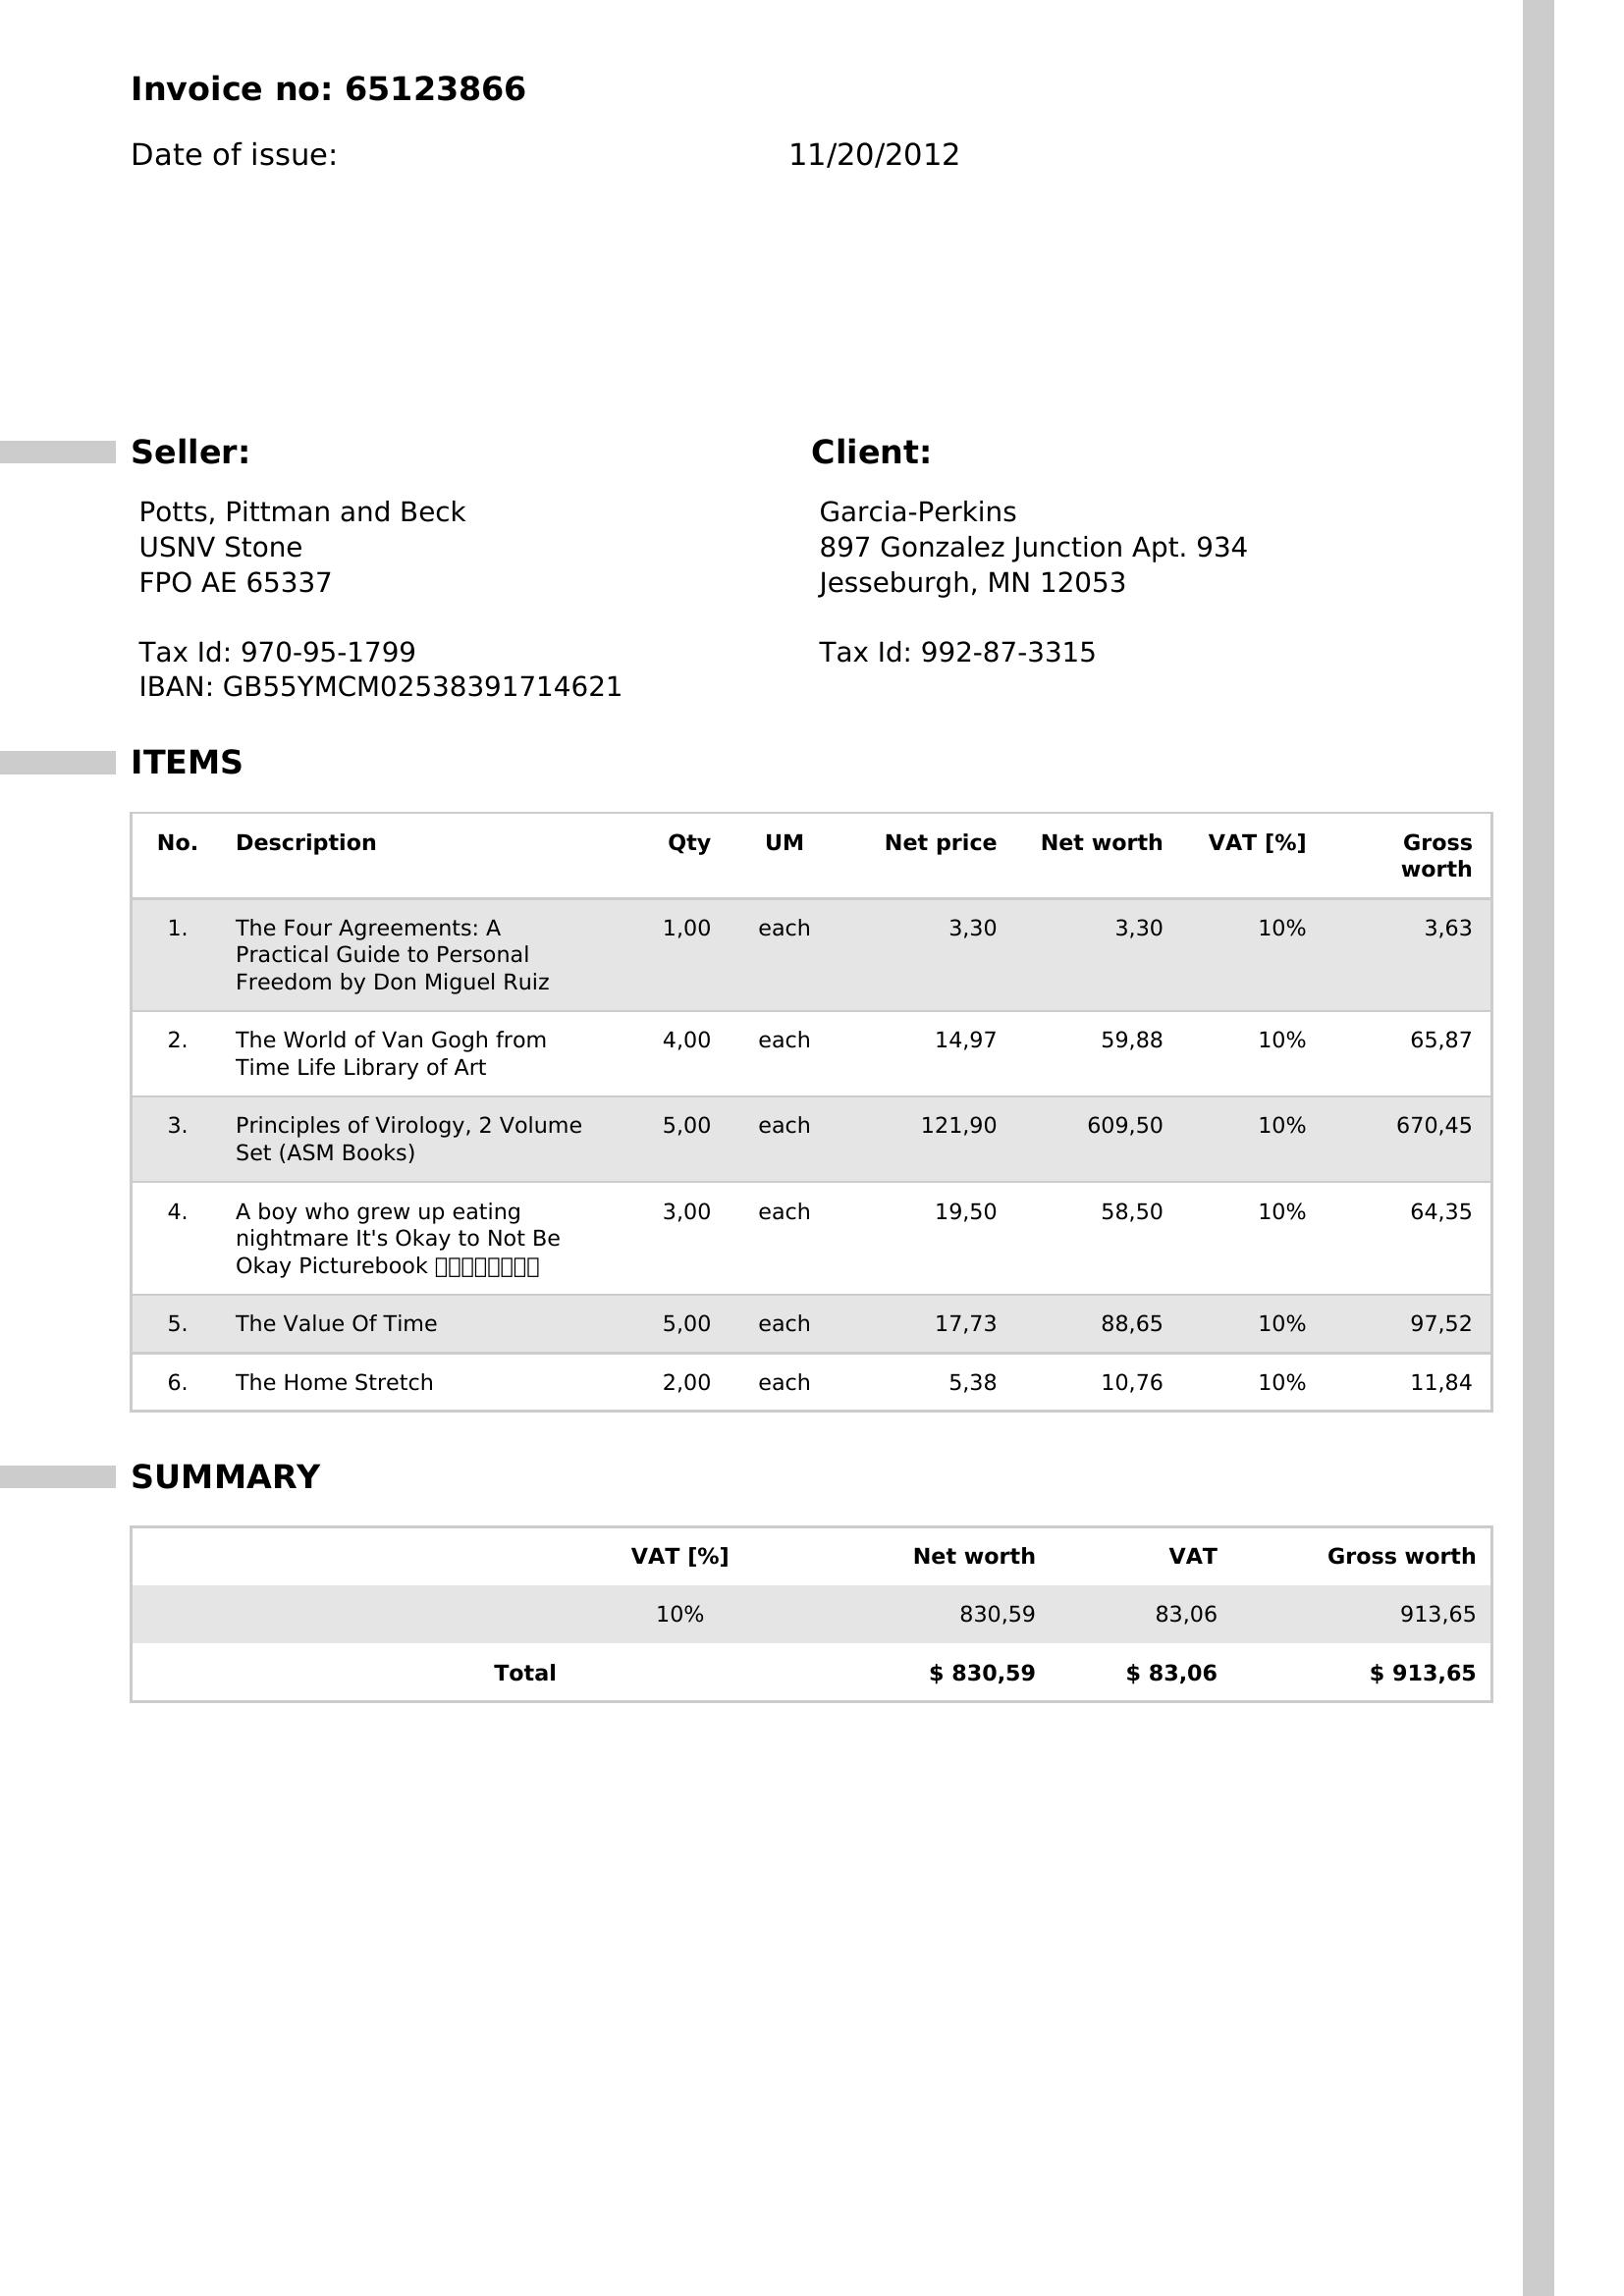 Invoice no: 65123866
Date of issue: 11/20/2012
Seller:
Potts, Pittman and Beck
USNV Stone
FPO AE 65337
Tax Id: 970-95-1799
IBAN: GB55YMCM02538391714621
Client:
Garcia-Perkins
897 Gonzalez Junction Apt. 934
Jesseburgh, MN 12053
Tax Id: 992-87-3315
ITEMS
No. Description Qty UM Net price Net worth VAT [%] Gross
worth
1. The Four Agreements: A 1,00 each 3,30 3,30 10% 3,63
Practical Guide to Personal
Freedom by Don Miguel Ruiz
2. The World of Van Gogh from 4,00 each 14,97 59,88 10% 65,87
Time Life Library of Art
3. Principles of Virology, 2 Volume 5,00 each 121,90 609,50 10% 670,45
Set (ASM Books)
4. A boy who grew up eating 3,00 each 19,50 58,50 10% 64,35
nightmare It's Okay to Not Be
Okay Picturebook
5. The Value Of Time 5,00 each 17,73 88,65 10% 97,52
6. The Home Stretch 2,00 each 5,38 10,76 10% 11,84
SUMMARY
VAT [%] Net worth VAT Gross worth
10% 830,59 83,06 913,65
Total $ 830,59 $ 83,06 $ 913,65